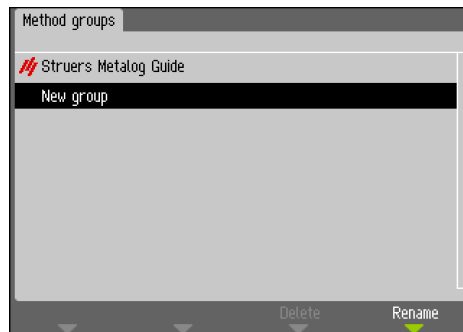 Method groups
Struers Metalog Guide
New group
Delete Rename